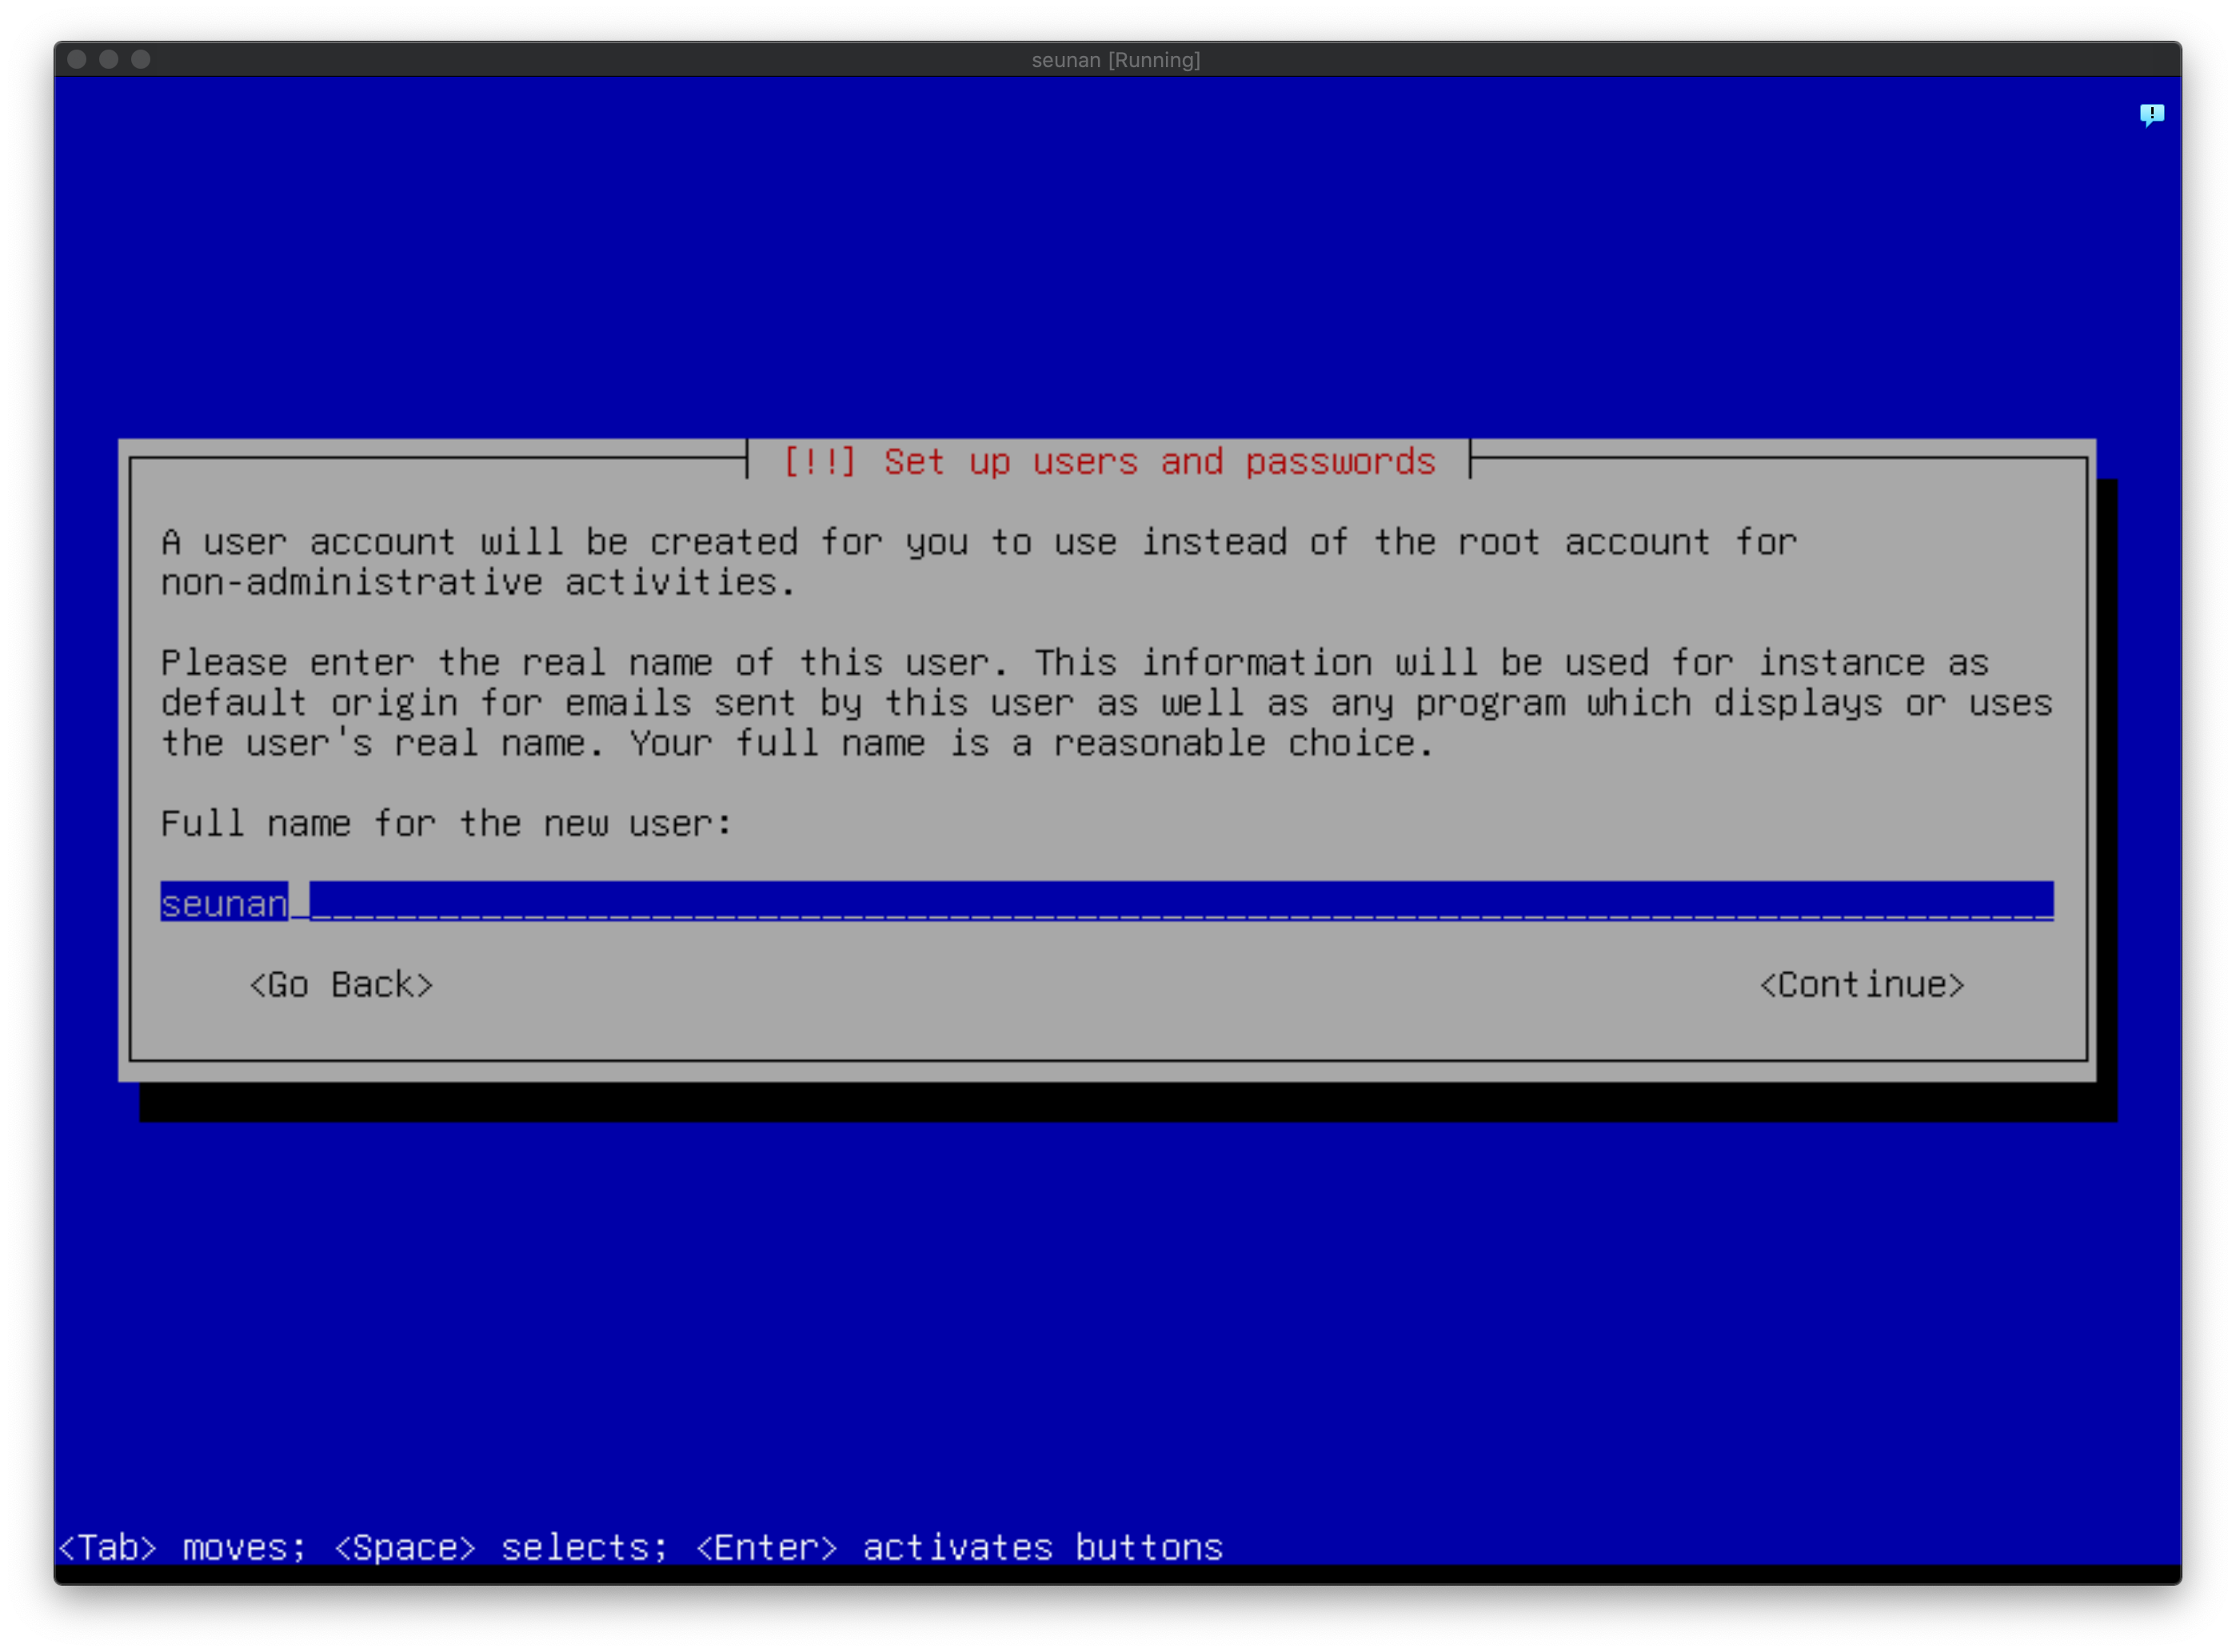 seunan [Running]
[!!] Set up users and passwords
A user account will be created for you to use instead of the root account for
non-administrative activities.
Please enter the real name of this user. This information will be used for instance as
default origin for emails sent by this user as well as any program which displays or uses
the user's real name. Your full name is a reasonable choice.
Full name for the new user:
seunan
<Go Back> <Continue>
<Tab> moves; <Space> selects; <Enter> activates buttons